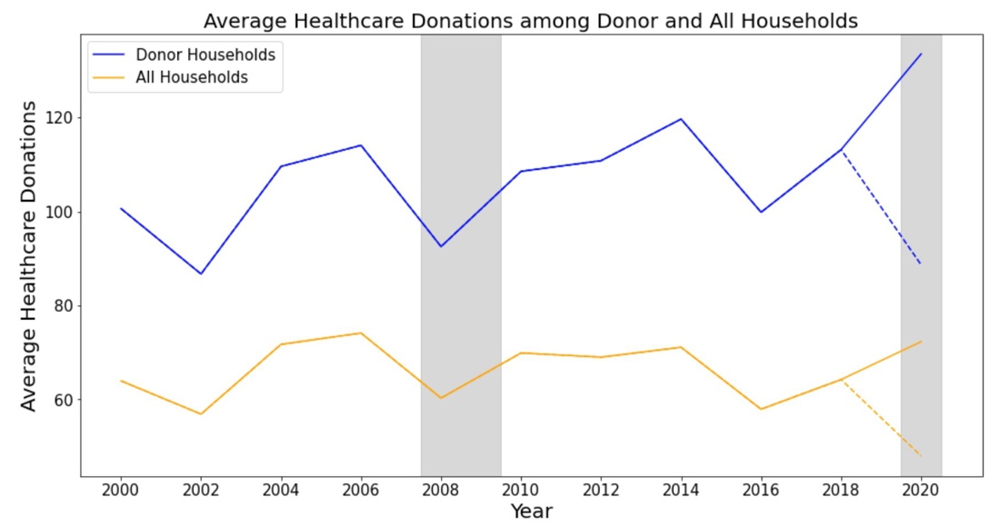 Average Healthcare Donations among Donor and All Households
Donor Households
All Households
Average Healthcare Donations
120
100
80
60
2000 2002 2004 2006 2008 2010 2012 2014 2016 2018 2020
Year